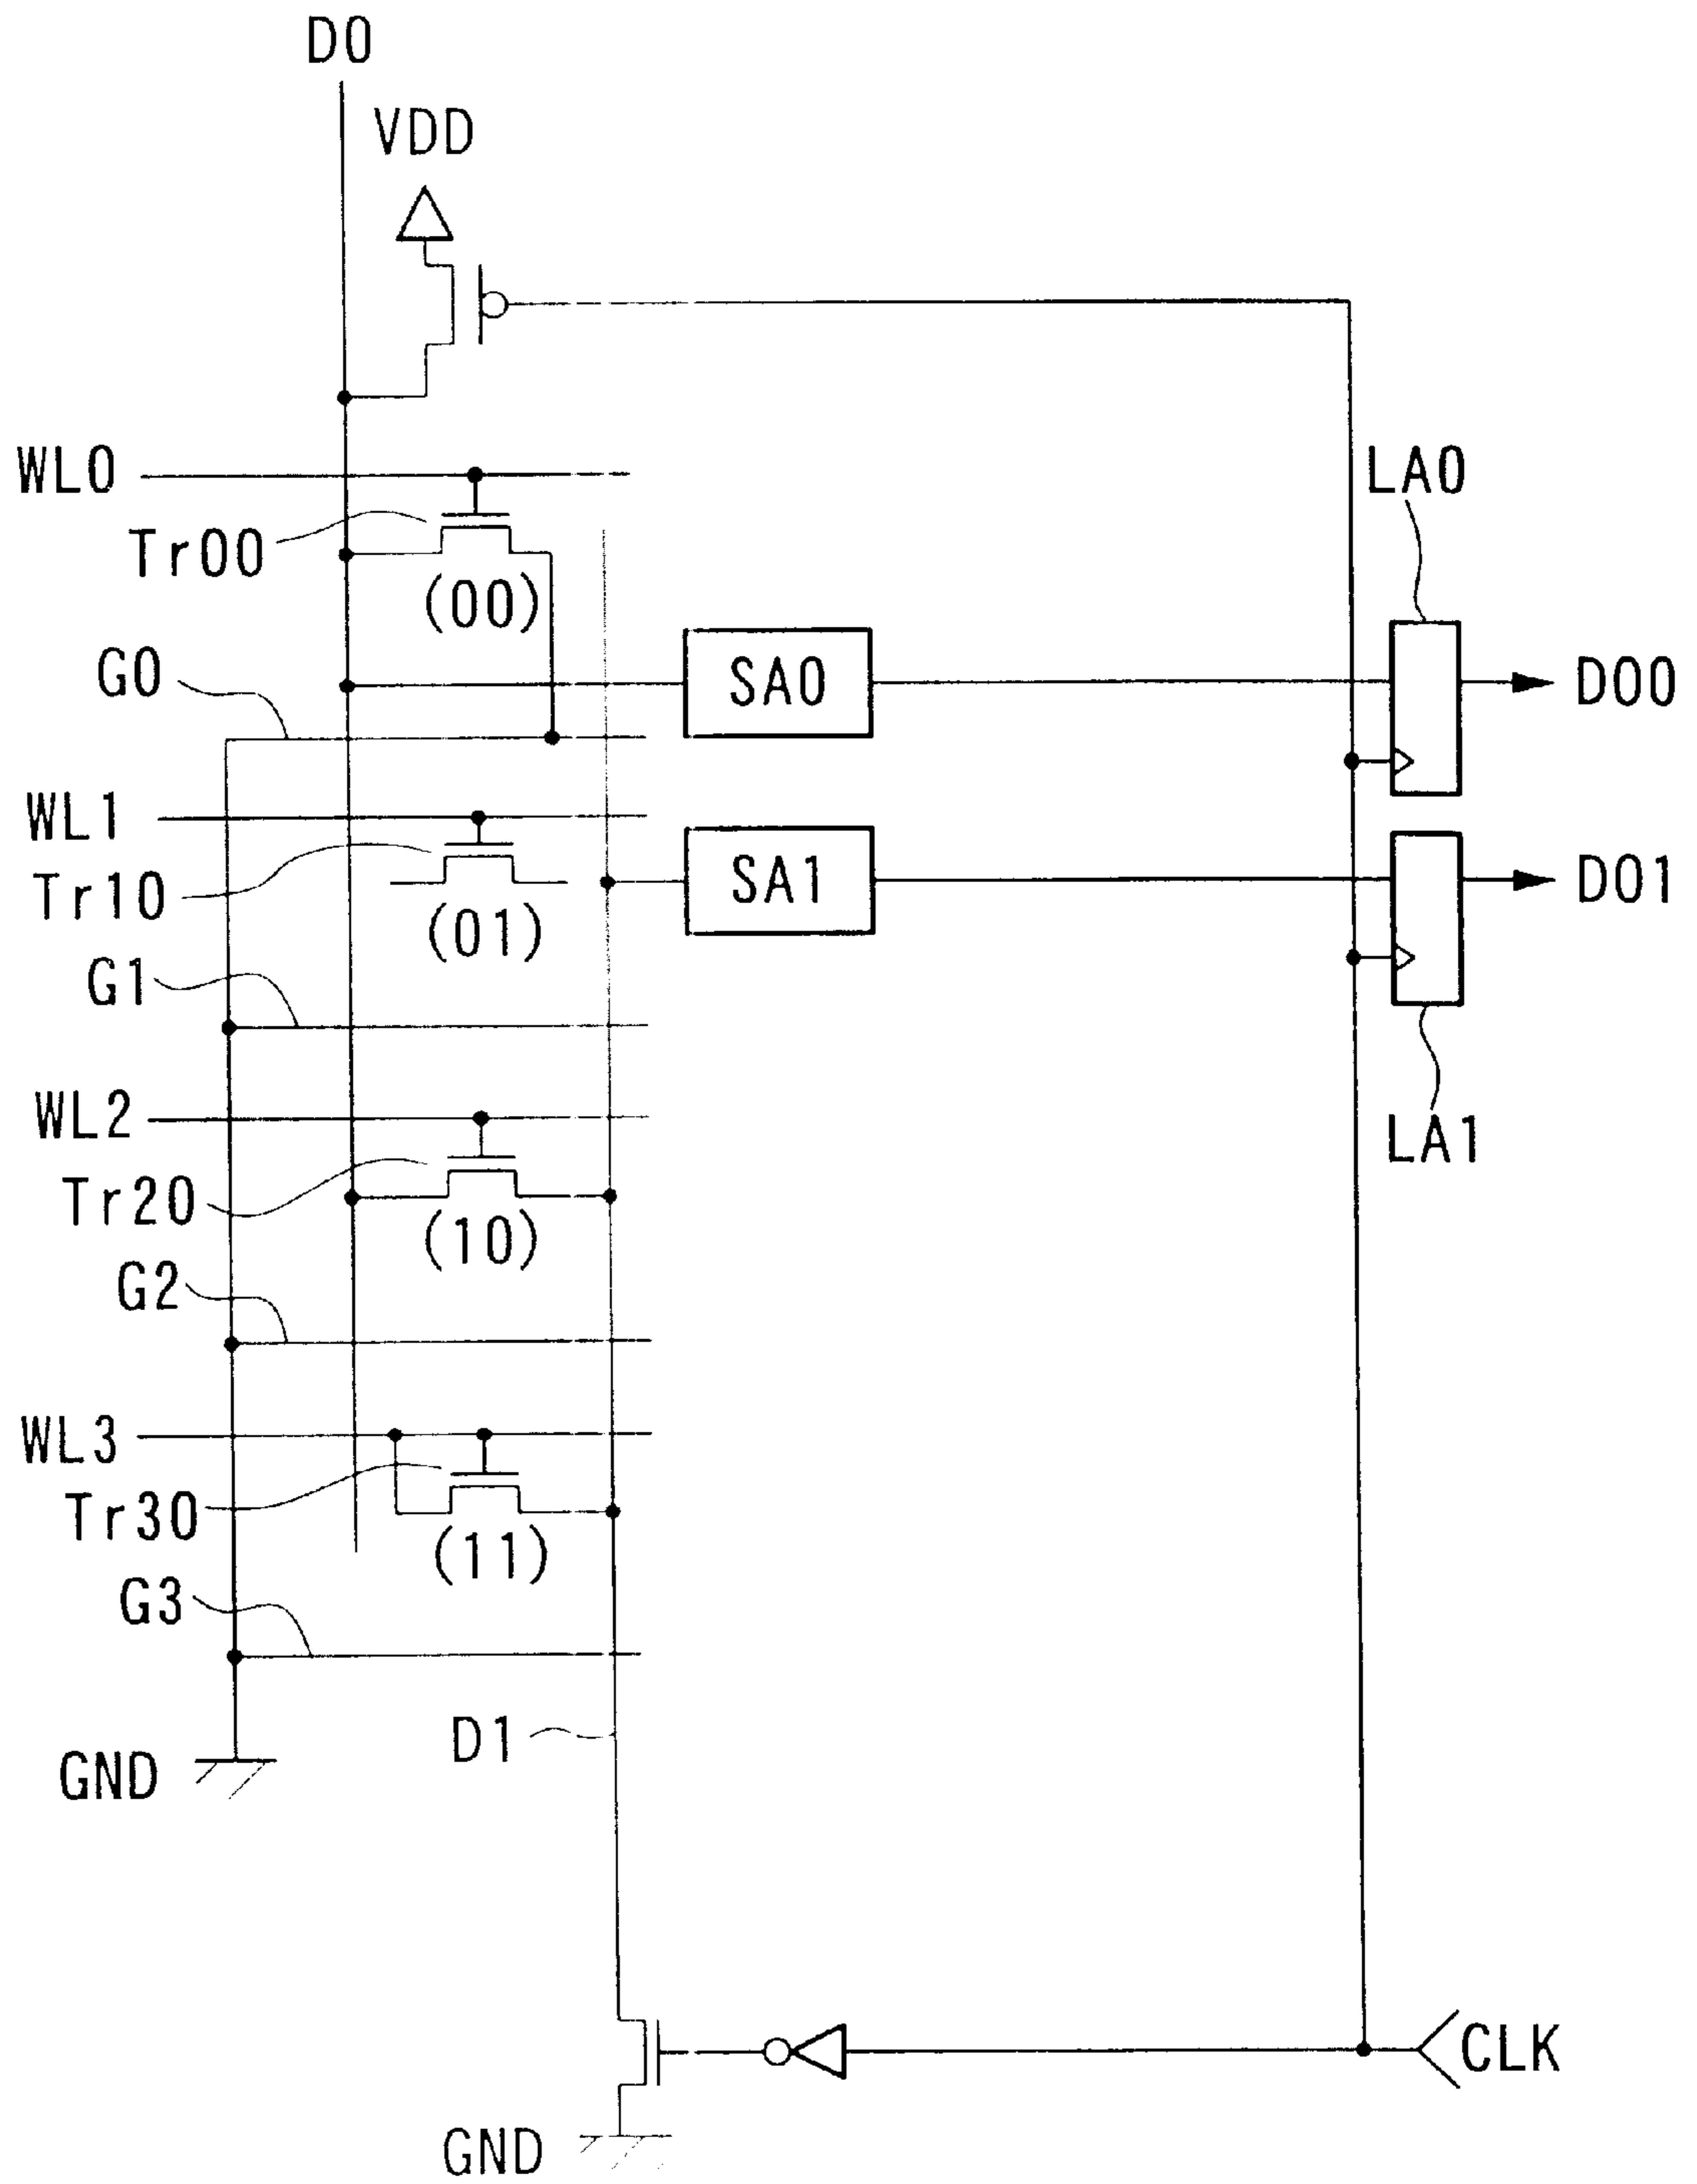 D0
VDD
WL0
LA0
Tr00
(00)
G0
SA0
D00
WL1
SA1
D01
Tr10
(01)
G1
WL2
LA1
Tr20
(10)
G2
WL3
Tr30
(11)
G3
D1
GND
CLK
GND